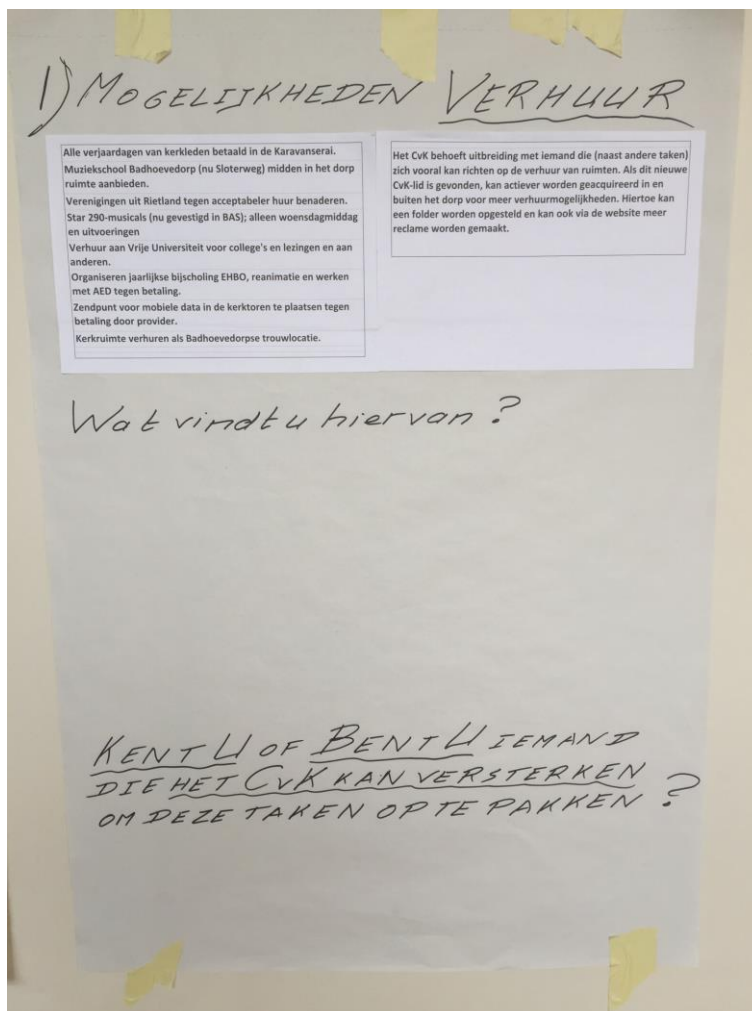 1) MOGELIJKHEDEN VERHUUR
Alle verjaardagen van kerkleden betaald in de Karavanserai.
Muziekschool Badhoevedorp (nu Sloterweg) midden in het dorp
ruimte aanbieden.
Verenigingen uit Rietland tegen acceptabeler huur benaderen.
Star 290-musicals (nu gevestigd in BAS); alleen woensdagmiddag
en uitvoeringen
Verhuur aan Vrije Universiteit voor college's en lezingen en aan
anderen.
Organiseren jaarlijkse bijscholing EHBO, reanimatie en werken
met AED tegen betaling.
Zendpunt voor mobiele data in de kerktoren te plaatsen tegen
betaling door provider.
Kerkruimte verhuren als Badhoevedorpse trouwlocatie.
Het CvK behoeft uitbreiding met iemand die (naast andere taken)
zich vooral kan richten op de verhuur van ruimten. Als dit nieuwe
CvK-lid is gevonden, kan actiever worden geacquireerd in en
buiten het dorp voor meer verhuurmogelijkheden. Hiertoe kan
een folder worden opgesteld en kan ook via de website meer
reclame worden gemaakt.
Wat vindt u hiervan?
KENT U OF BENT U IEMAND
DIE HET CvK KAN VERSTERKEN
OM DEZE TAKEN OP TE PAKKEN?